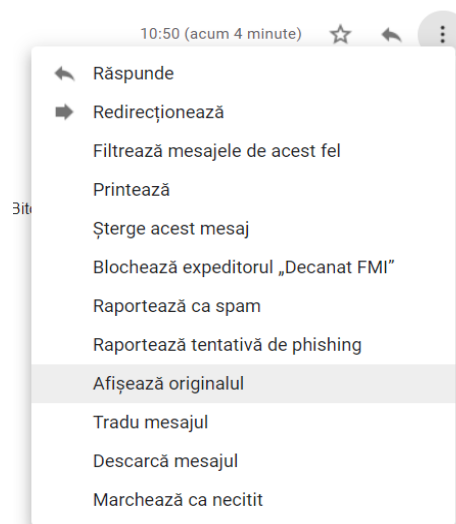 10:50 (acum 4 minute)
Răspunde
Redirecționează
Filtrează mesajele de acest fel
Printează
Șterge acest mesaj
Blochează expeditorul „Decanat FMI”
Raportează ca spam
Raportează tentativă de phishing
Afișează originalul
Tradu mesajul
Descarcă mesajul
Marchează ca necitit